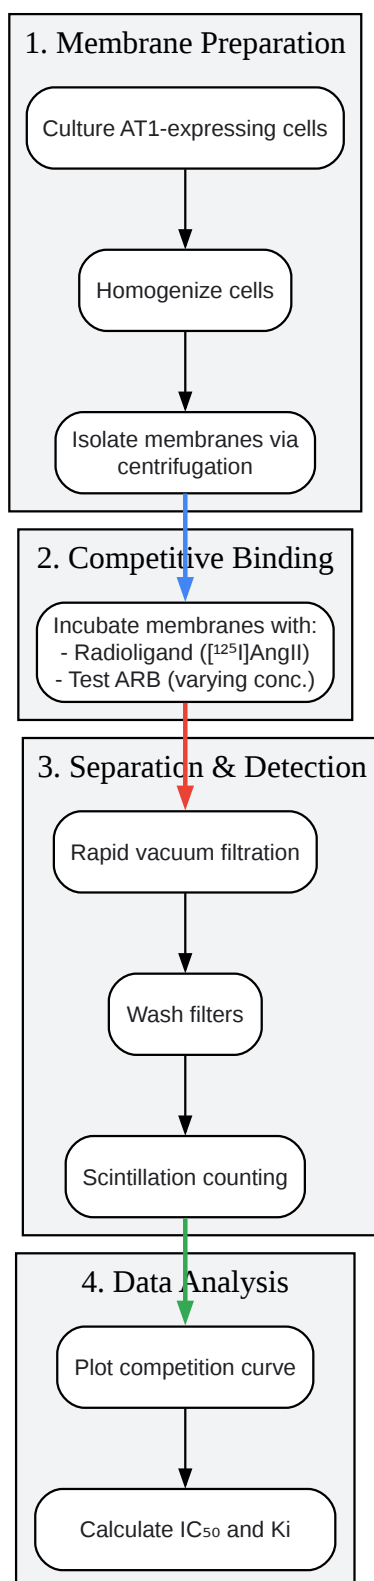 1. Membrane Preparation
Culture AT1-expressing cells
Homogenize cells
Isolate membranes via
centrifugation
2. Competitive Binding
Incubate membranes with:
- Radioligand ([¹²⁵I]AngII)
- Test ARB (varying conc.)
3. Separation & Detection
Rapid vacuum filtration
Wash filters
Scintillation counting
4. Data Analysis
Plot competition curve
Calculate IC₅₀ and Ki